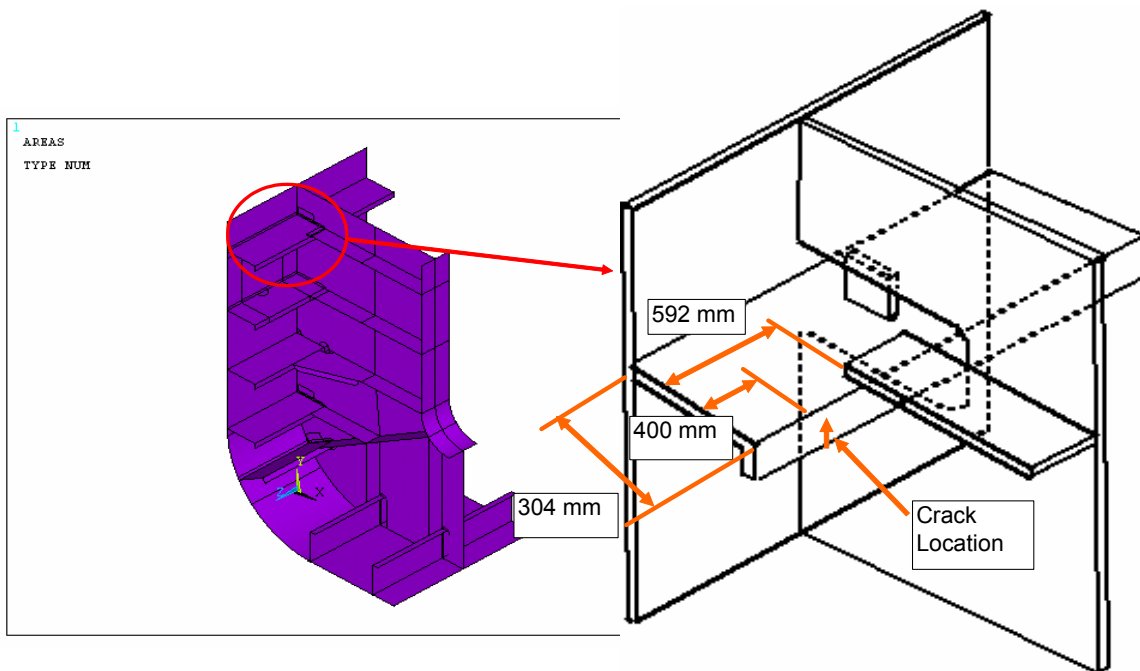 1
AREAS
TYPE NUM
Y
Z
X
592 mm
400 mm
304 mm
Crack
Location